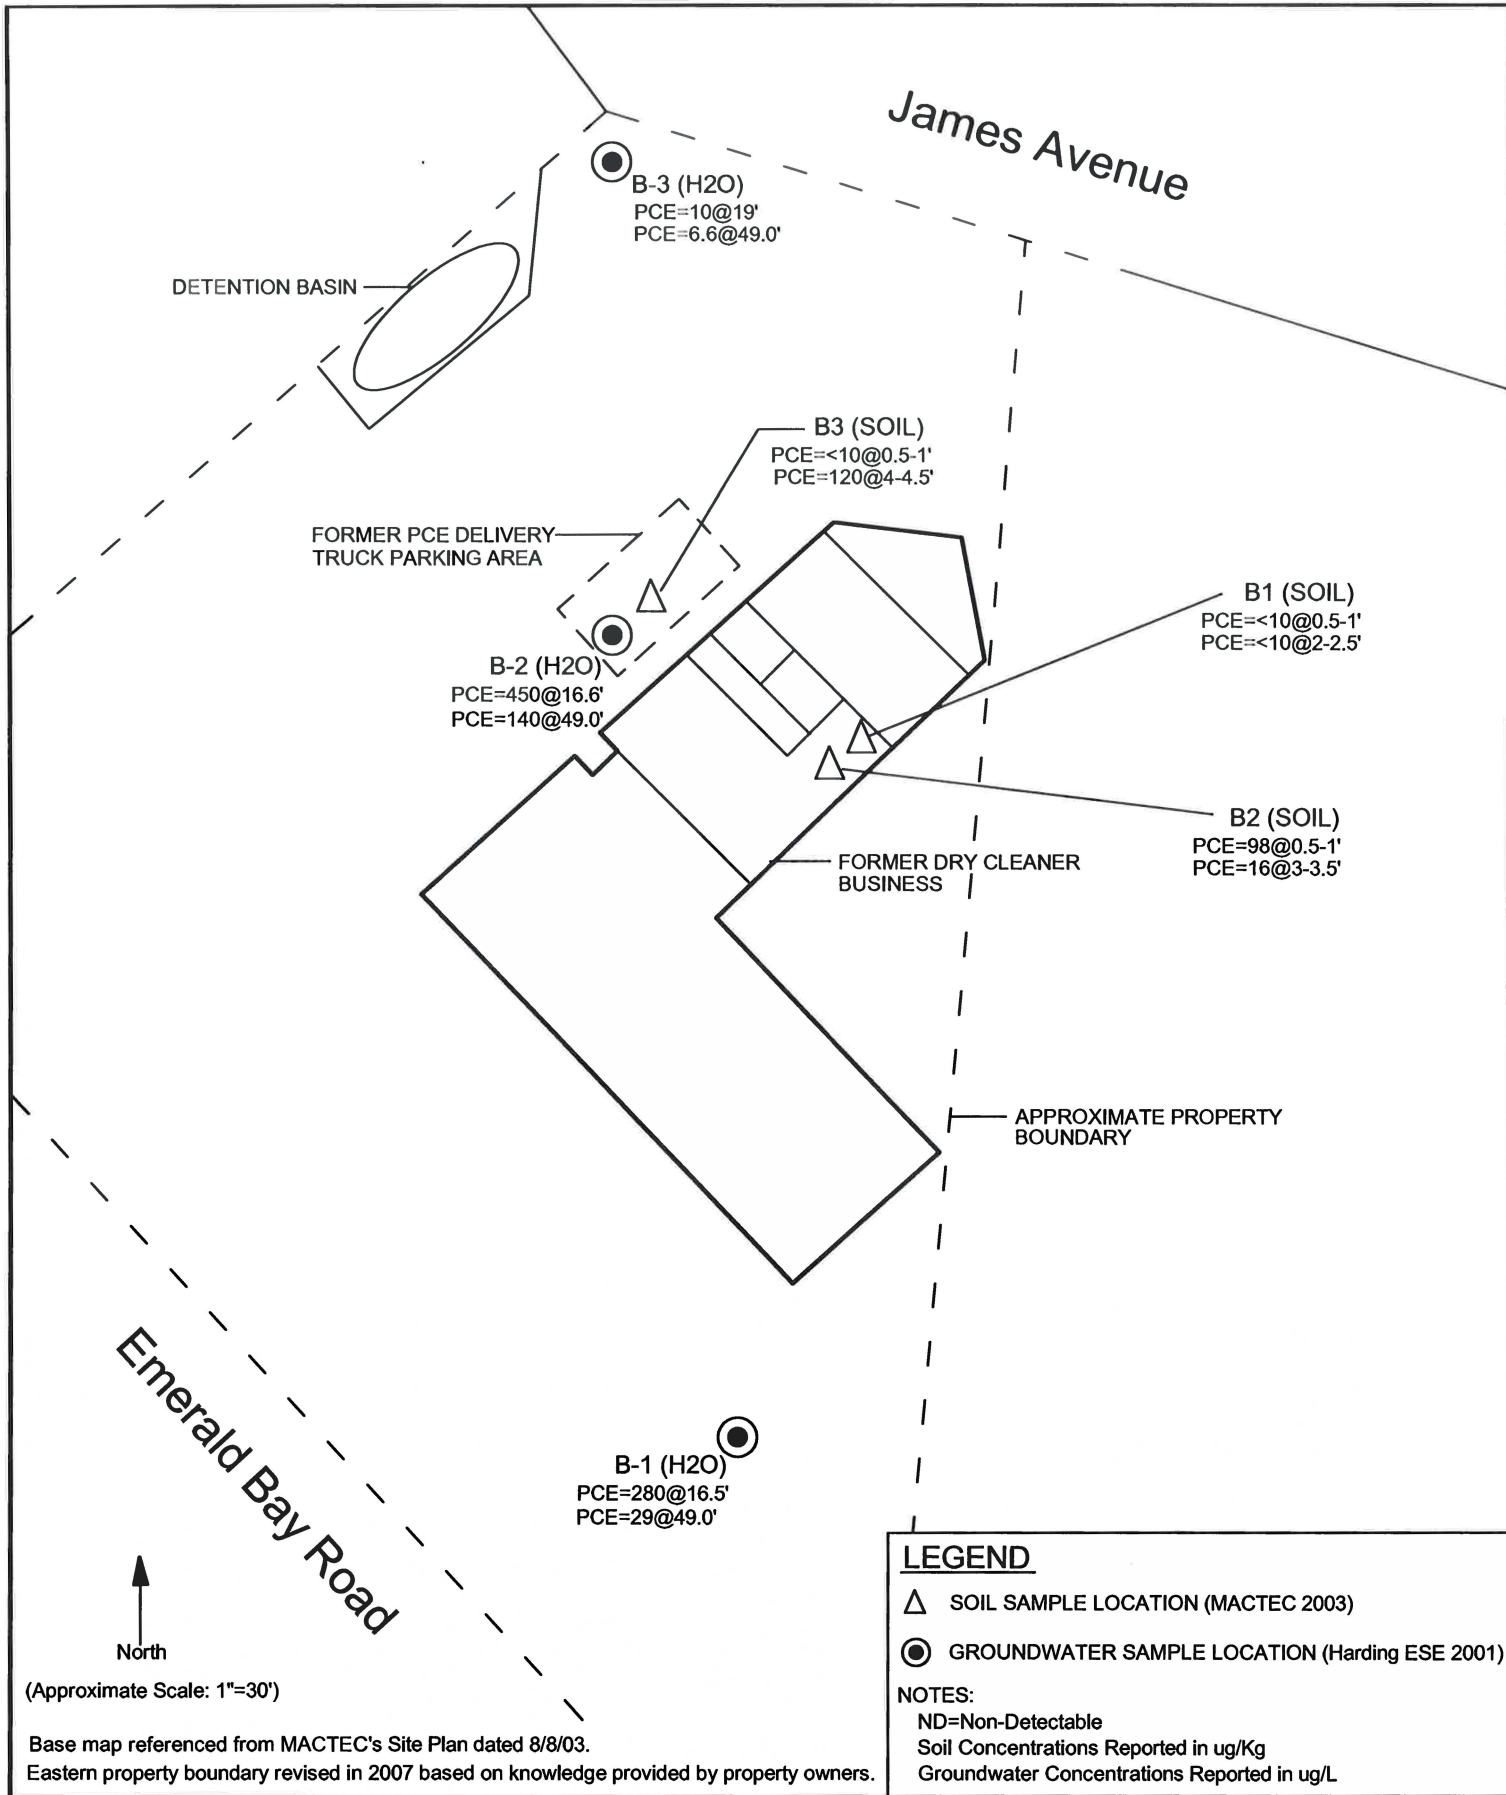 James Avenue
B-3 (H2O)
PCE=10@19'
PCE=6.6@49.0'
DETENTION BASIN
B3 (SOIL)
PCE=<10@0.5-1'
PCE=120@4-4.5'
FORMER PCE DELIVERY
TRUCK PARKING AREA
B1 (SOIL)
PCE=<10@0.5-1'
PCE=<10@2-2.5'
B-2 (H2O)
PCE=450@16.6'
PCE=140@49.0'
B2 (SOIL)
PCE=98@0.5-1'
PCE=16@3-3.5'
FORMER DRY CLEANER
BUSINESS
APPROXIMATE PROPERTY
BOUNDARY
Emerald Bay Road
B-1 (H2O)
PCE=280@16.5'
PCE=29@49.0'
North
(Approximate Scale: 1"=30')
Base map referenced from MACTEC's Site Plan dated 8/8/03.
Eastern property boundary revised in 2007 based on knowledge provided by property owners.
LEGEND
SOIL SAMPLE LOCATION (MACTEC 2003)
GROUNDWATER SAMPLE LOCATION (Harding ESE 2001)
NOTES:
ND=Non-Detectable
Soil Concentrations Reported in ug/Kg
Groundwater Concentrations Reported in ug/L